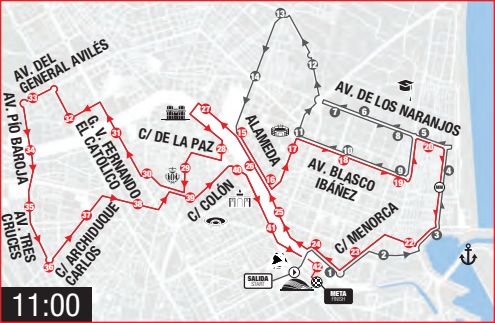 13
12
14
AV. DEL
GENERAL AVILÉS
33
32
AV. PÍO BAROJA
34
G. V. FERNANDO
EL CATÓLICO
31
30
27
C/ DE LA PAZ
28
29
15
ALAMEDA
AV. DE LOS NARANJOS
7
6
8
5
11
10
17
18
9
20
4
AV. BLASCO
IBÁÑEZ
19
16
26
40
39
38
C/ COLÓN
35
AV. TRES
CRUCES
37
36
C/ ARCHIDUQUE
CARLOS
25
41
C/ MENORCA
24
23
22
3
2
1
42
SALIDA
START
META
FINISH
11:00